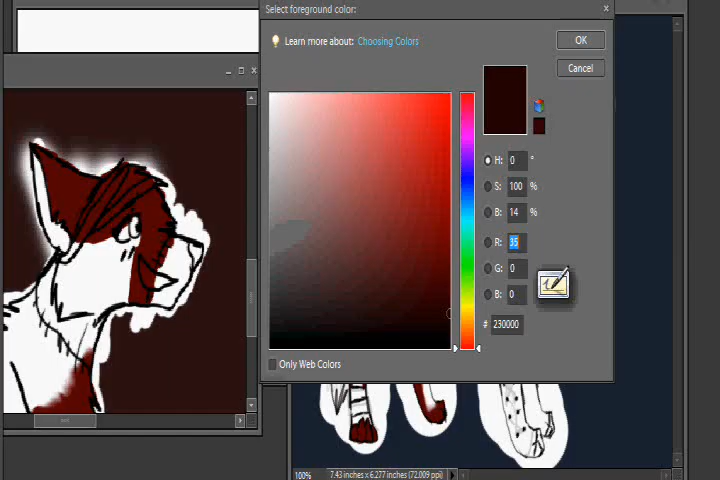 Select foreground color:
Learn more about: Choosing Colors
OK
Cancel
H: 0 °
S: 100 %
B: 14 %
R: 35
G: 0
B: 0
# 230000
Only Web Colors
100% 7.43 inches x 6.277 inches (72.009 ppi)